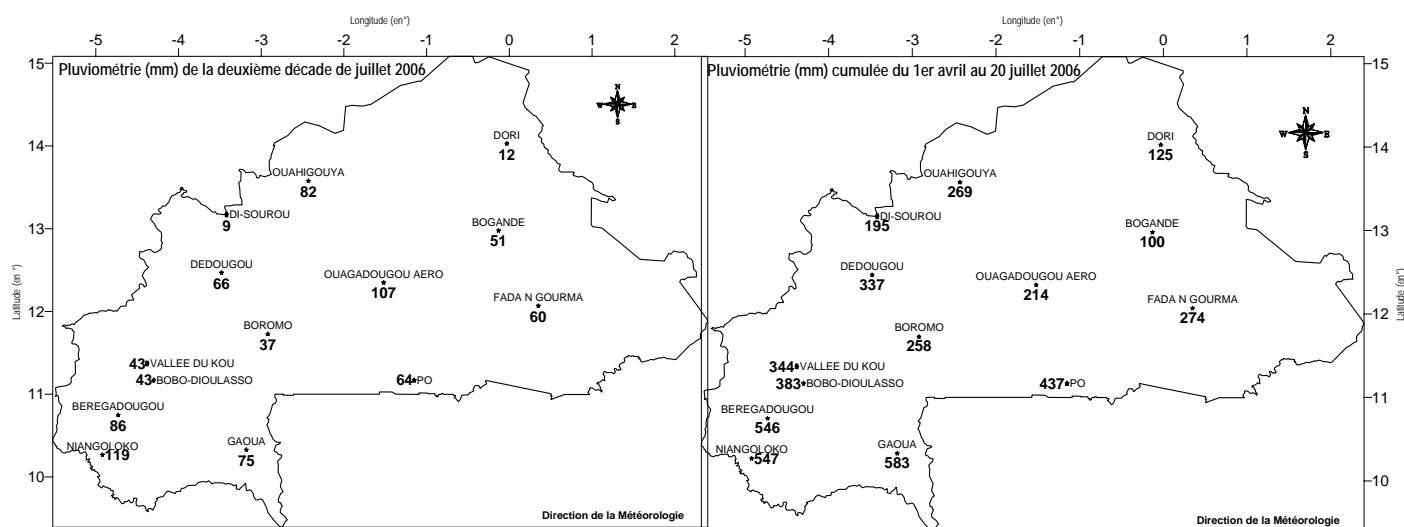 Longitude (en°)
-5 -4 -3 -2 -1 0 1 2
Pluviométrie (mm) de la deuxième décade de juillet 2006
15
14
13
12
11
10
Latitude (en °)
N
W E
S
DORI
12
OUAHIGOUYA
82
DI-SOUROU
9
BOGANDE
51
DEDOUGOU
66
OUAGADOUGOU AERO
107
FADA N GOURMA
60
BOROMO
37
43 VALLEE DU KOU
43 BOBO-DIOULASSO
64 PO
BEREGADOUGOU
86
NIANGOLOKO
119
GAOUA
75
Direction de la Météorologie
Longitude (en°)
-5 -4 -3 -2 -1 0 1 2
Pluviométrie (mm) cumulée du 1er avril au 20 juillet 2006
15
14
13
12
11
10
Latitude (en °)
N
W E
S
DORI
125
OUAHIGOUYA
269
DI-SOUROU
195
BOGANDE
100
DEDOUGOU
337
OUAGADOUGOU AERO
214
FADA N GOURMA
274
BOROMO
258
344 VALLEE DU KOU
383 BOBO-DIOULASSO
437 PO
BEREGADOUGOU
546
NIANGOLOKO
547
GAOUA
583
Direction de la Météorologie